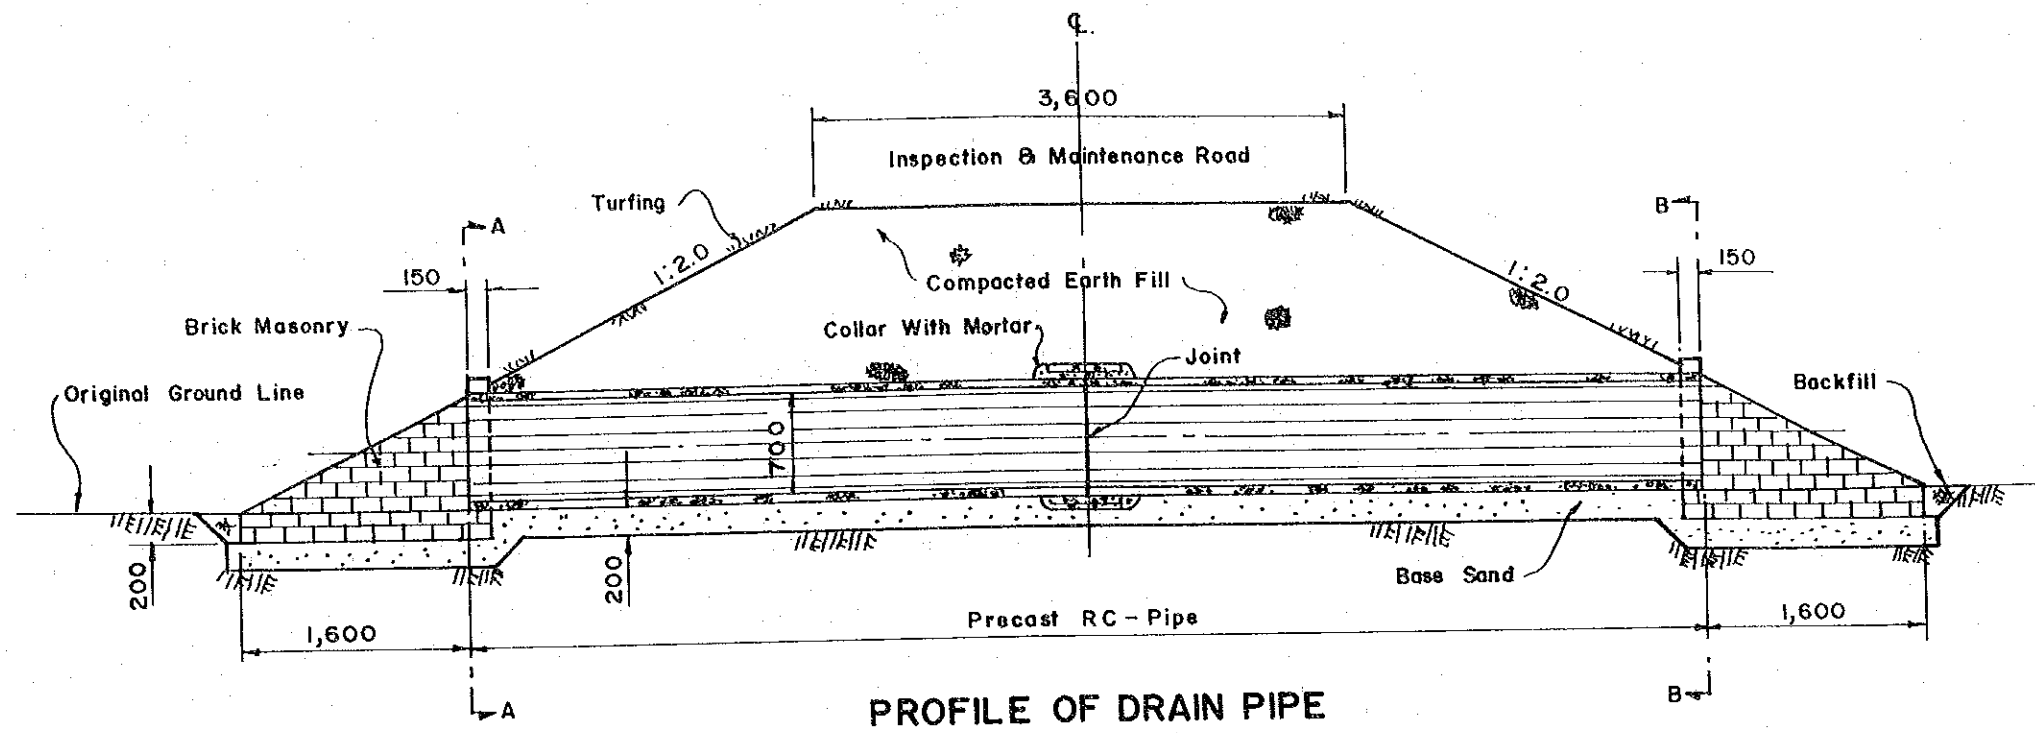 ℄.
3,600
Inspection & Maintenance Road
Turfing
A
B
1:2.0
1:2.0
150
150
Compacted Earth Fill
Brick Masonry
Collar With Mortar
Joint
Original Ground Line
Backfill
700
200
200
Base Sand
1,600
Precast RC-Pipe
1,600
A
B
PROFILE OF DRAIN PIPE